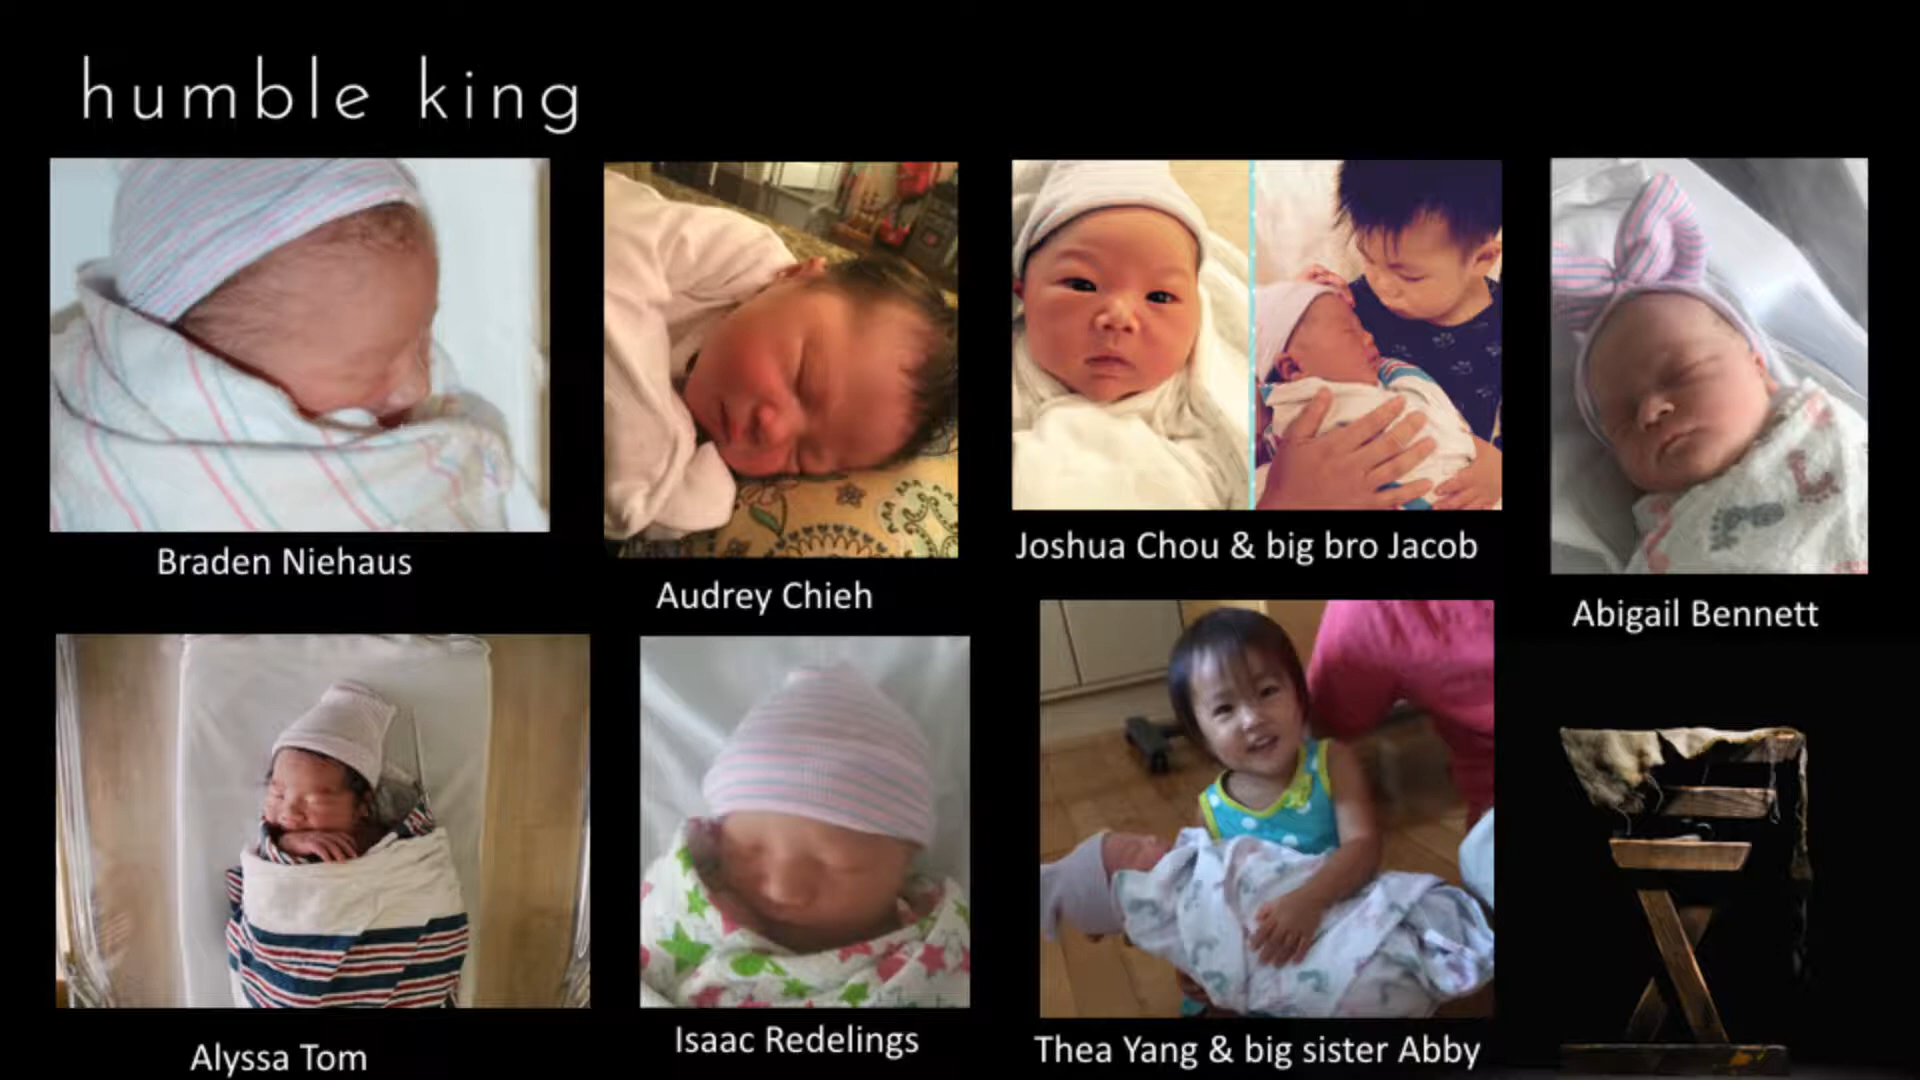 humble king
Braden Niehaus
Audrey Chieh
Joshua Chou & big bro Jacob
Abigail Bennett
Alyssa Tom
Isaac Redelings
Thea Yang & big sister Abby